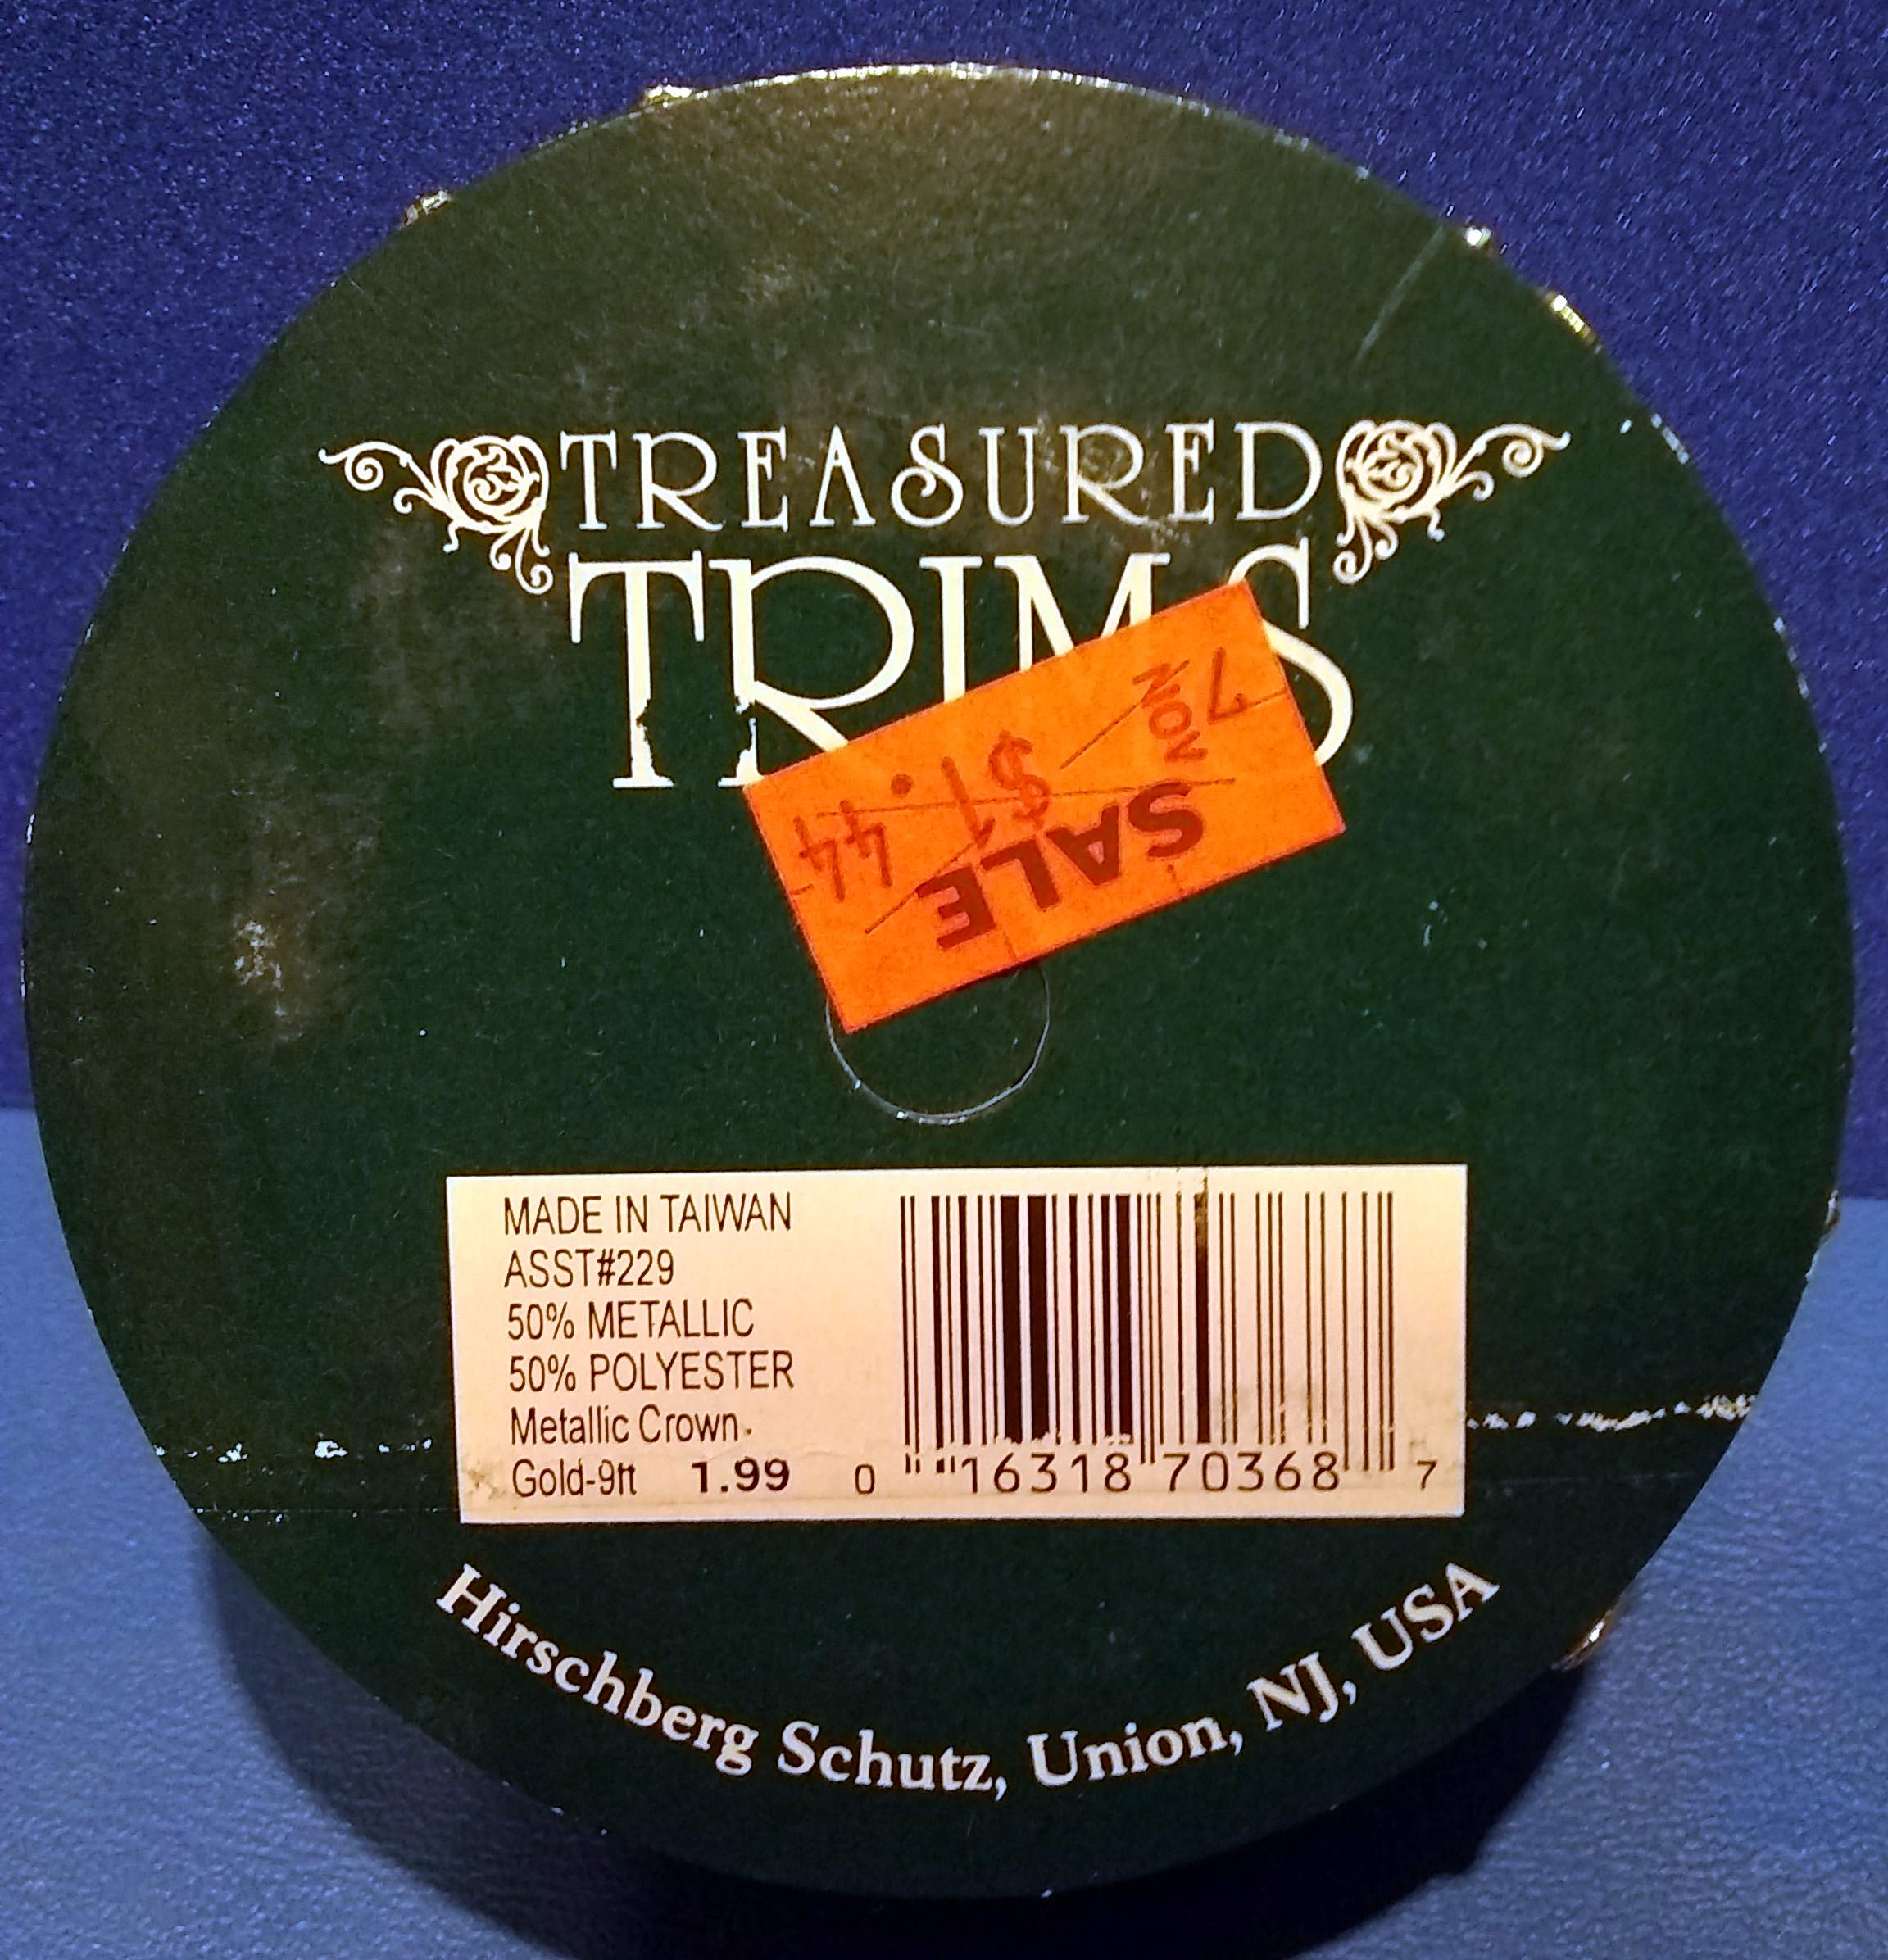 TREASURED
TRIMS
7 NOV
$1.44
SALE
MADE IN TAIWAN
ASST#229
50% METALLIC
50% POLYESTER
Metallic Crown
Gold-9ft 1.99
0 16318 70368 7
Hirschberg Schutz, Union, NJ, USA